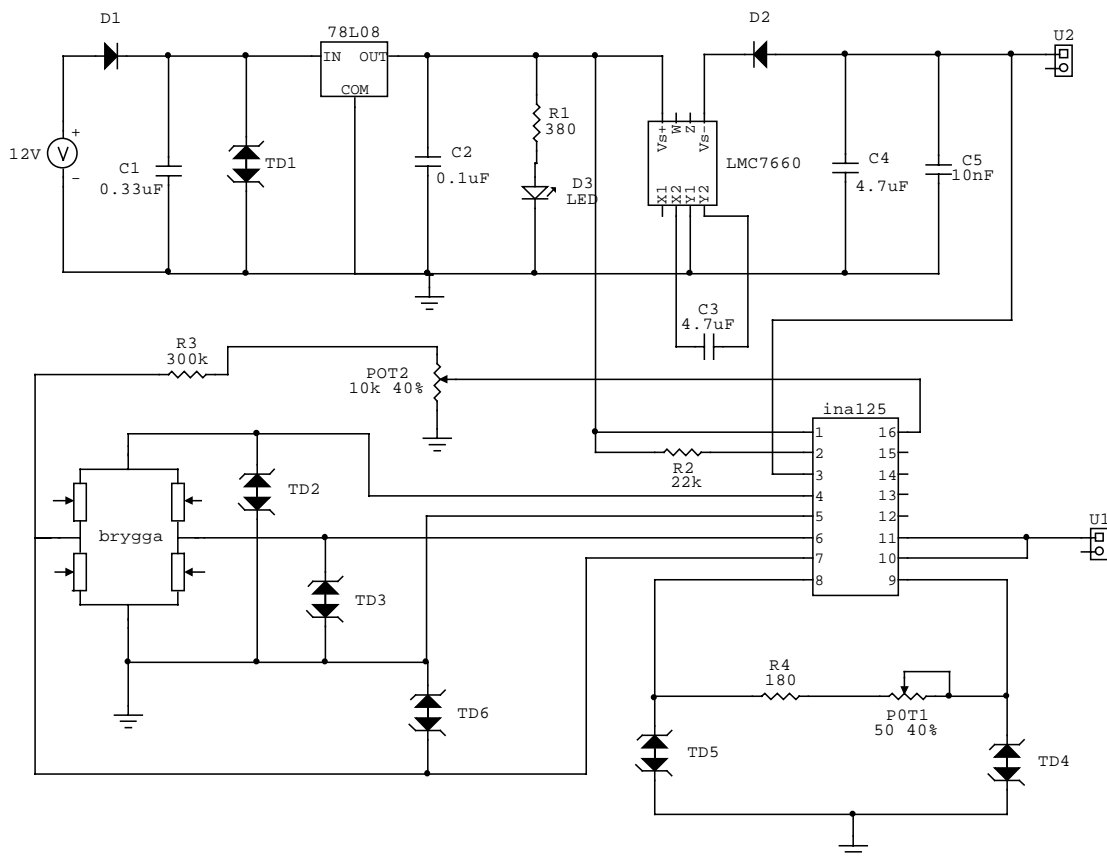 D1
78L08
D2
U2
IN OUT
COM
R1
380
Vs+
W
Z
Vs-
12V
+
V
-
C1
0.33uF
TD1
C2
0.1uF
D3
LED
LMC7660
X1
X2
Y1
Y2
C4
4.7uF
C5
10nF
C3
4.7uF
R3
300k
POT2
10k 40%
ina125
1 16
2 15
3 14
4 13
5 12
6 11
7 10
8 9
R2
22k
TD2
brygga
U1
TD3
R4
180
POT1
50 40%
TD6
TD5
TD4